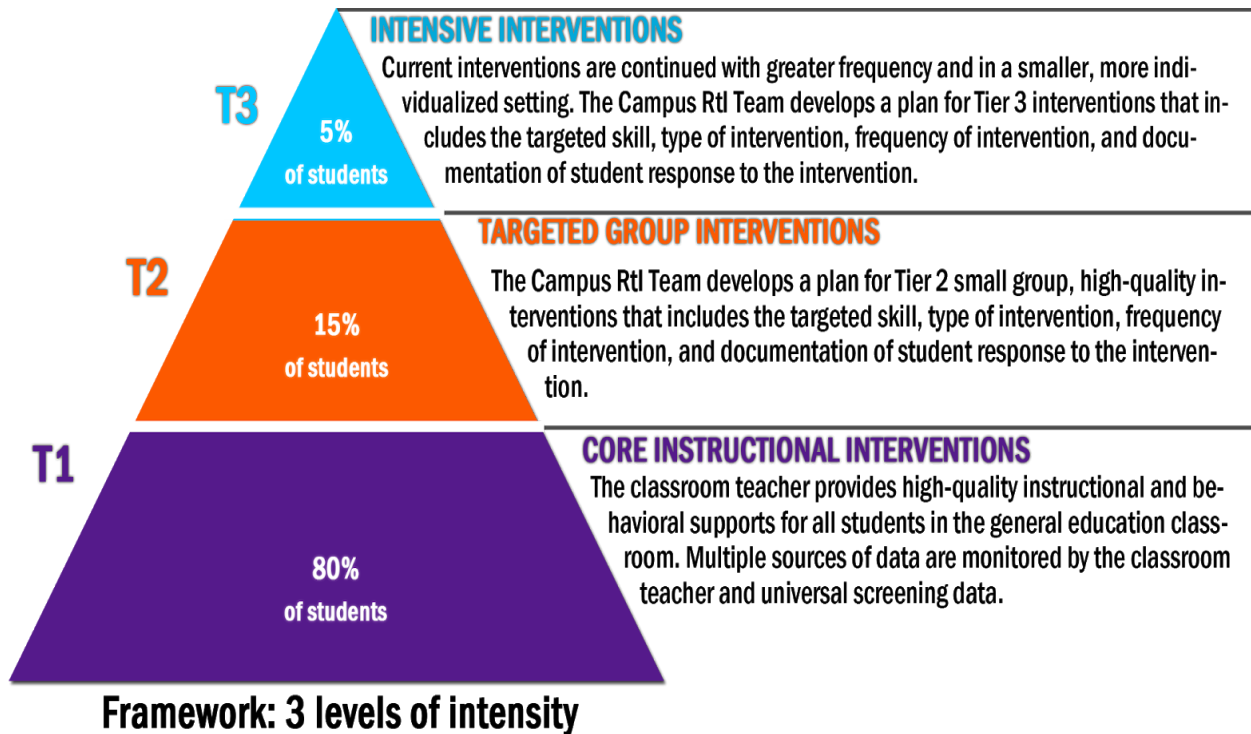 INTENSIVE INTERVENTIONS
Current interventions are continued with greater frequency and in a smaller, more indi-
vidualized setting. The Campus RtI Team develops a plan for Tier 3 interventions that in-
cludes the targeted skill, type of intervention, frequency of intervention, and docu-
mentation of student response to the intervention.
T3
5%
of students
TARGETED GROUP INTERVENTIONS
The Campus RtI Team develops a plan for Tier 2 small group, high-quality in-
terventions that includes the targeted skill, type of intervention, frequency
of intervention, and documentation of student response to the interven-
tion.
T2
15%
of students
CORE INSTRUCTIONAL INTERVENTIONS
The classroom teacher provides high-quality instructional and be-
havioral supports for all students in the general education class-
room. Multiple sources of data are monitored by the classroom
teacher and universal screening data.
T1
80%
of students
Framework: 3 levels of intensity